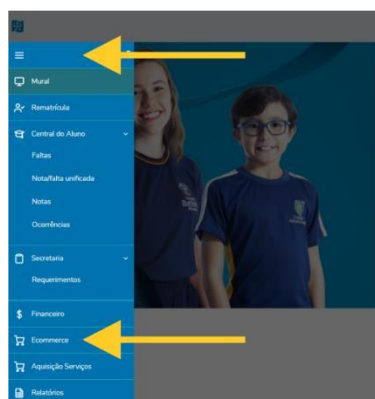 Mural
Rematrícula
Central do Aluno
Faltas
Nota/falta unificada
Notas
Ocorrências
Secretaria
Requerimentos
Financeiro
Ecommerce
Aquisição Serviços
Relatórios